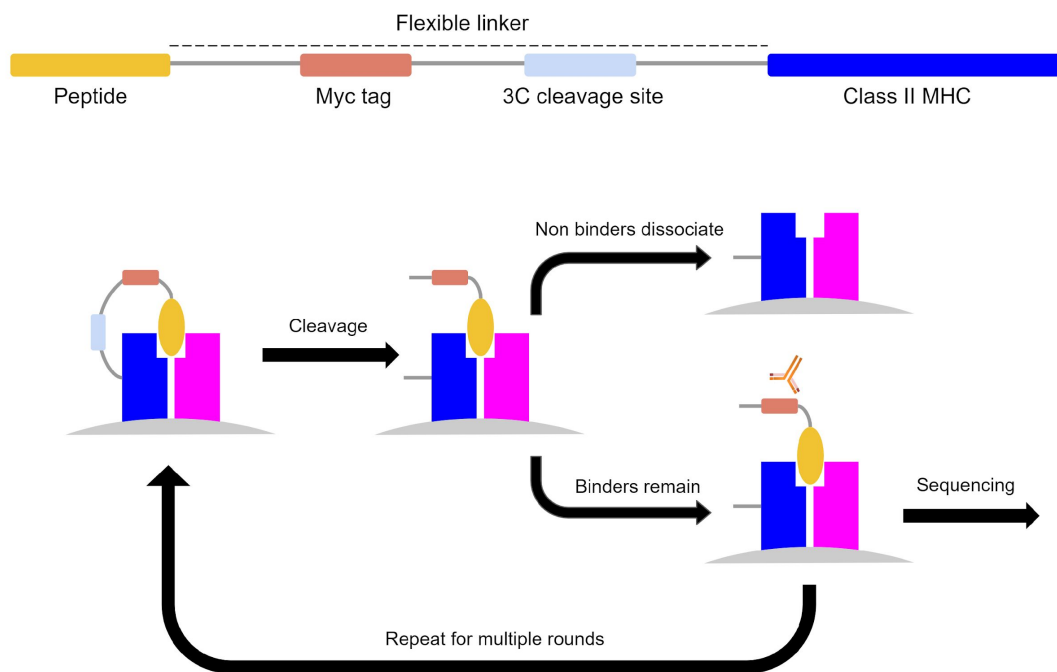 Flexible linker
Peptide
Myc tag
3C cleavage site
Class II MHC
Non binders dissociate
Cleavage
Binders remain
Sequencing
Repeat for multiple rounds